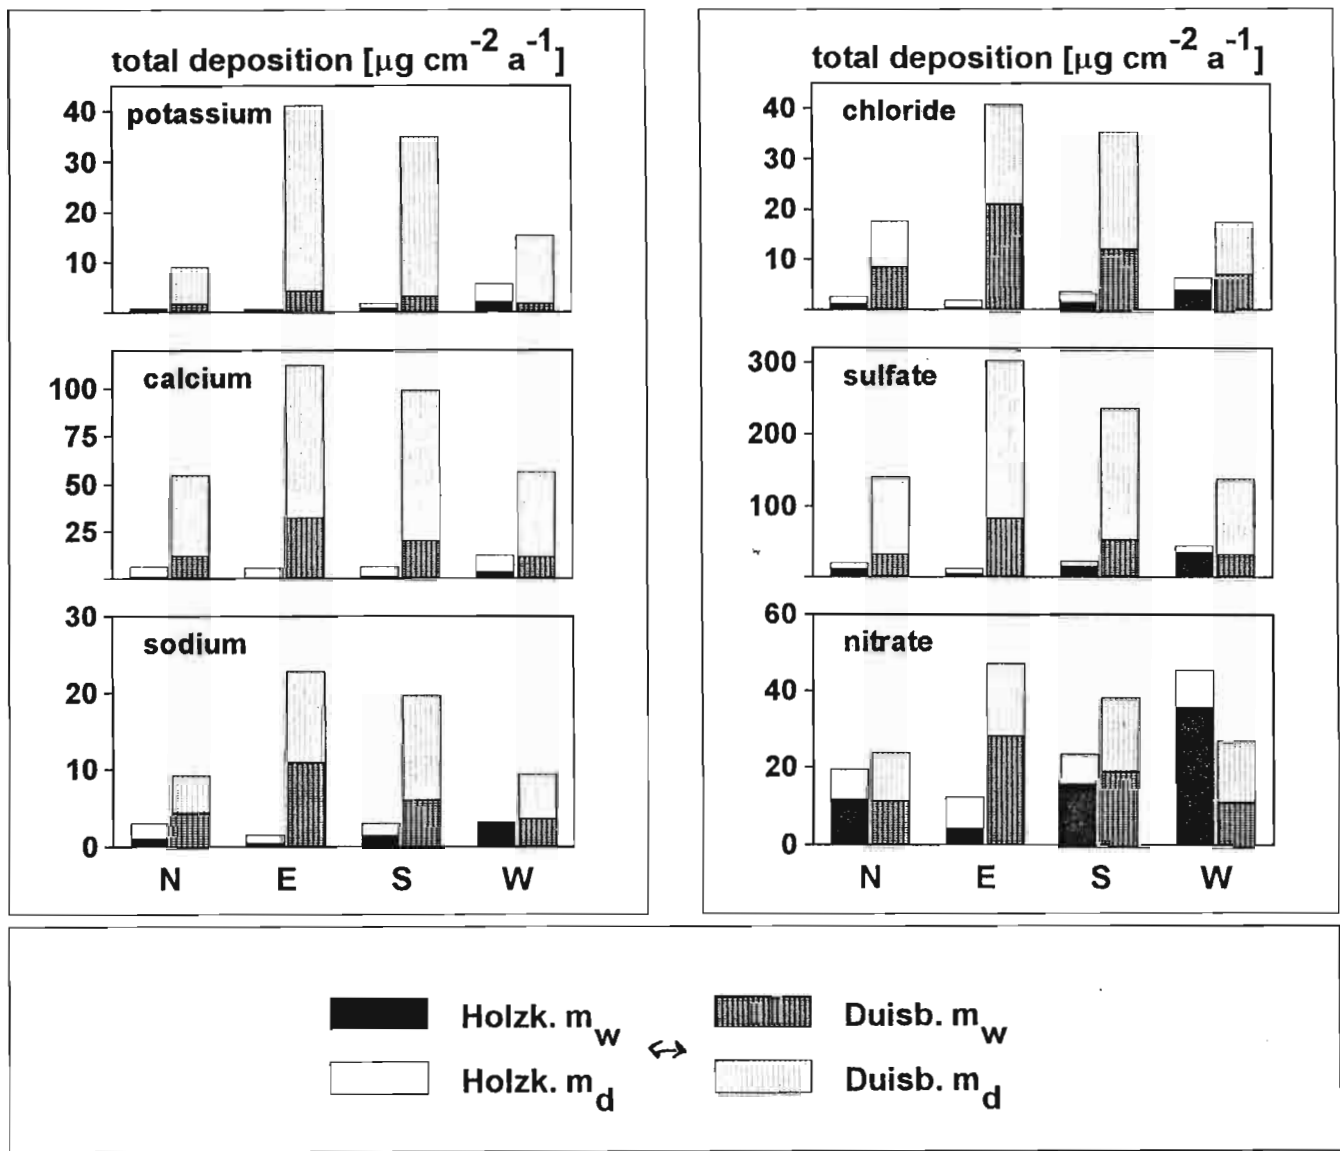 total deposition [μg cm-2 a-1]
potassium
40
30
20
10
calcium
100
75
50
25
sodium
30
20
10
0
N E S W
total deposition [μg cm-2 a-1]
chloride
40
30
20
10
sulfate
300
200
100
nitrate
60
40
20
0
N E S W
Holzk. mw ↔ Duisb. mw
Holzk. md Duisb. md